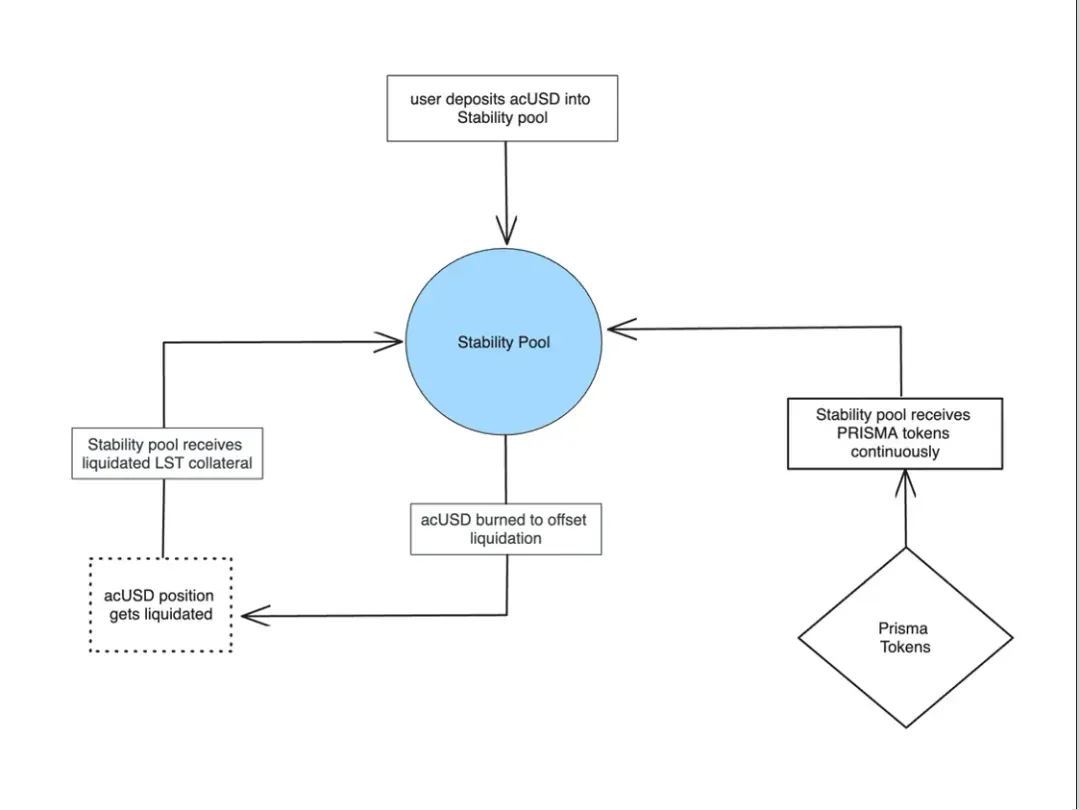 user deposits acUSD into
Stability pool
Stability Pool
Stability pool receives
PRISMA tokens
continuously
Stability pool receives
liquidated LST collateral
acUSD burned to offset
liquidation
acUSD position
gets liquidated
Prisma
Tokens